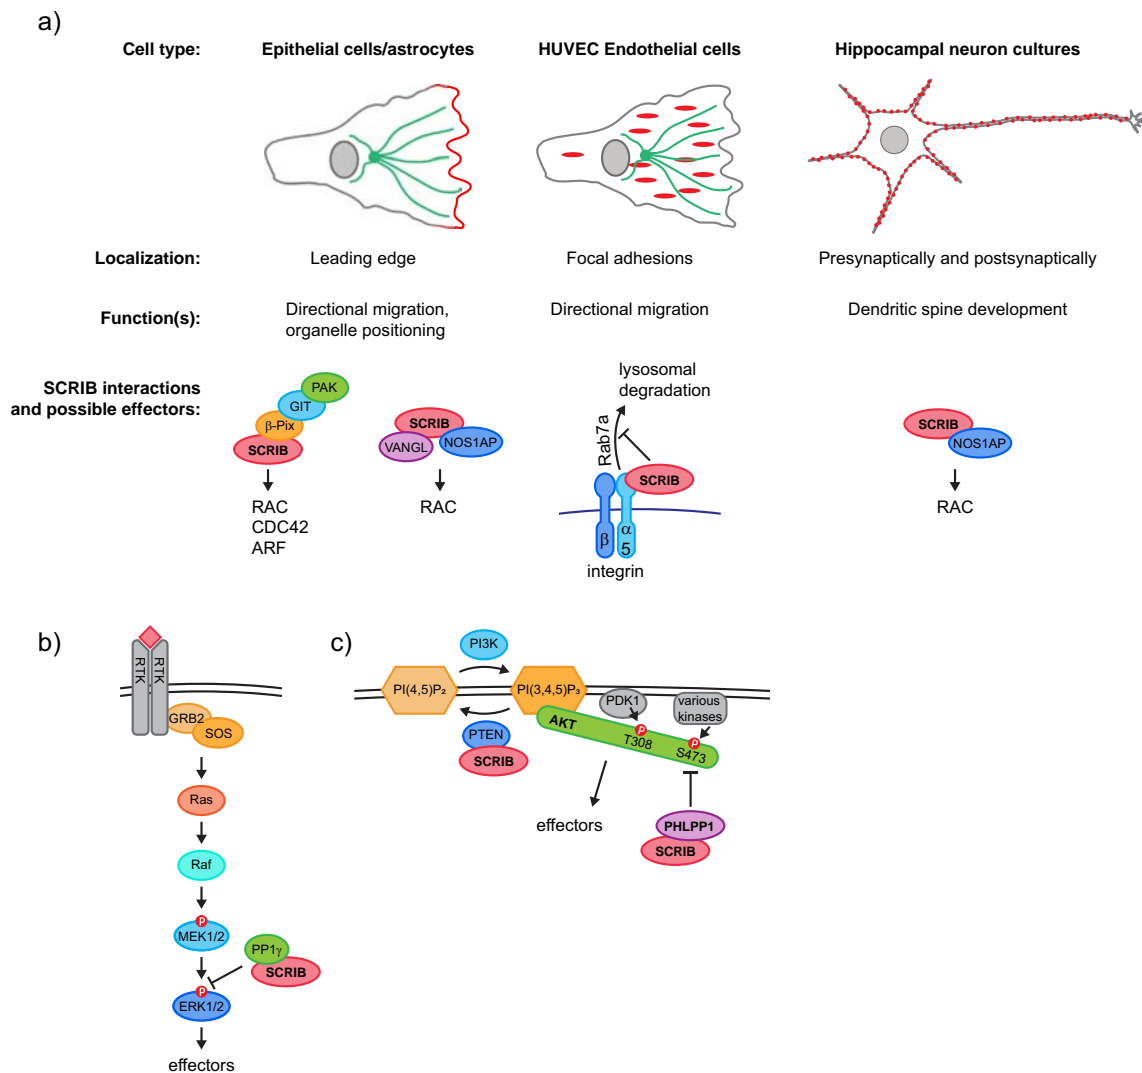 a)
Cell type:
Epithelial cells/astrocytes
HUVEC Endothelial cells
Hippocampal neuron cultures
Localization:
Leading edge
Focal adhesions
Presynaptically and postsynaptically
Function(s):
Directional migration,
organelle positioning
Directional migration
Dendritic spine development
SCRIB interactions
and possible effectors:
PAK
GIT
β-Pix
SCRIB
RAC
CDC42
ARF
SCRIB
VANGL
NOS1AP
RAC
lysosomal
degradation
Rab7a
SCRIB
β
α
5
integrin
SCRIB
NOS1AP
RAC
b)
RTK
RTK
GRB2
SOS
Ras
Raf
P
MEK1/2
PP1γ
SCRIB
P
ERK1/2
effectors
c)
PI3K
PI(4,5)P₂
PI(3,4,5)P₃
PTEN
SCRIB
PDK1
various
kinases
AKT
P
T308
P
S473
effectors
PHLPP1
SCRIB